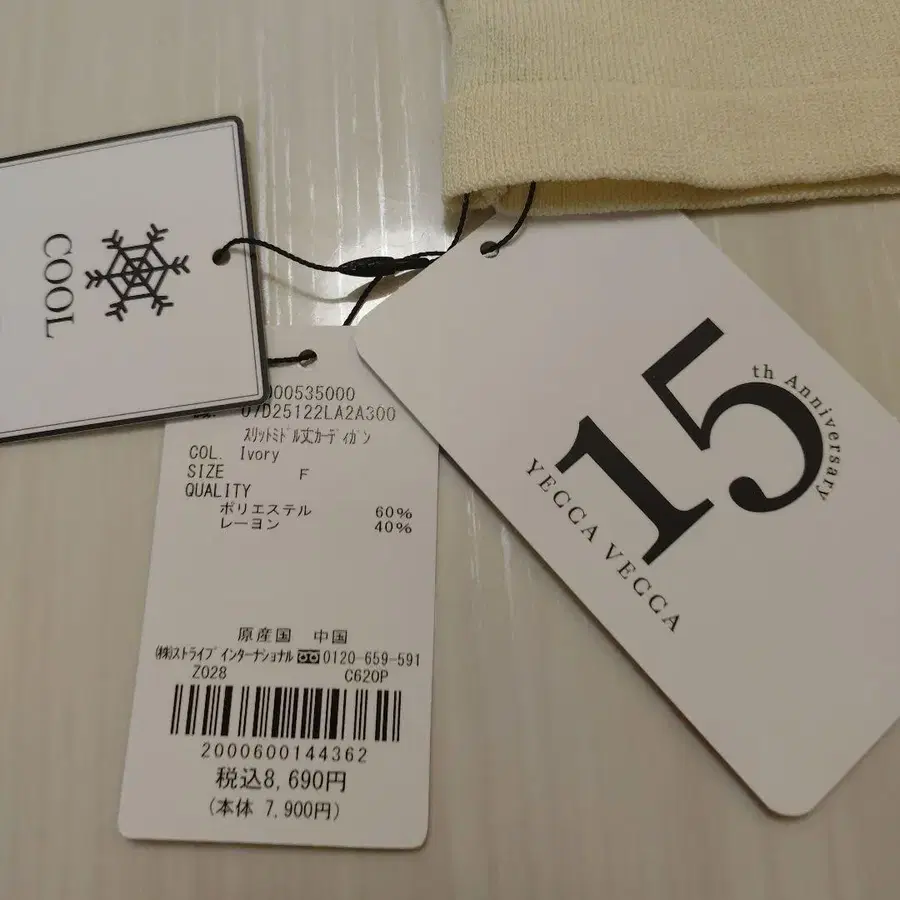 COOL
000535000
07D25122LA2A300
スリットミドル丈カーディガン
COL. Ivory
SIZE F
QUALITY
ポリエステル 60%
レーヨン 40%
原産国 中国
(株)ストライプインターナショナル 0120-659-591
Z028 C620P
2000600144362
税込8,690円
(本体 7,900円)
15
th Anniversary
YECCA VECCA